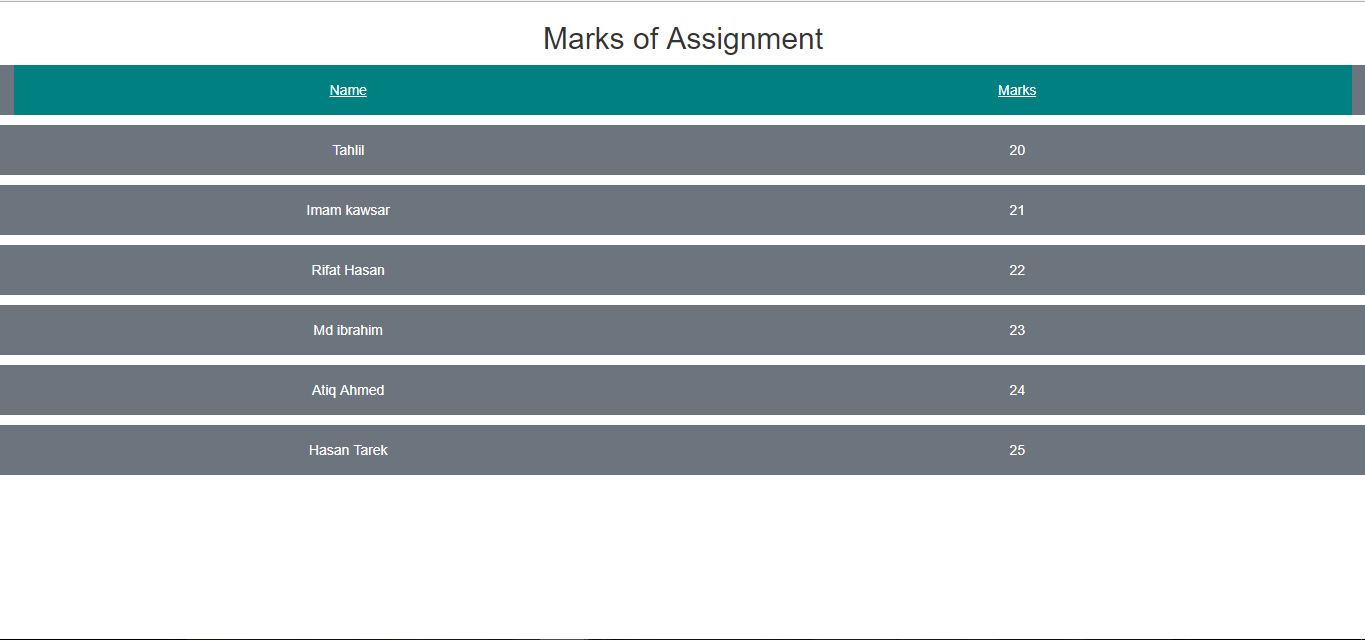 Marks of Assignment
Name Marks
Tahlil 20
Imam kawsar 21
Rifat Hasan 22
Md ibrahim 23
Atiq Ahmed 24
Hasan Tarek 25